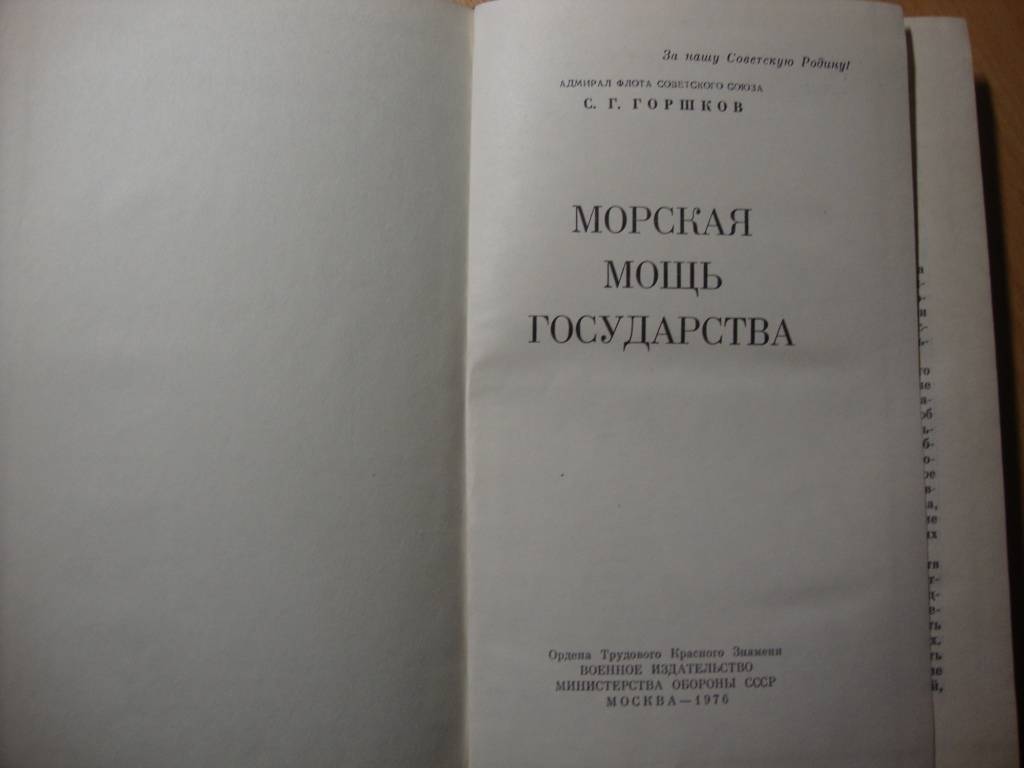 За нашу Советскую Родину!
АДМИРАЛ ФЛОТА СОВЕТСКОГО СОЮЗА
С. Г. ГОРШКОВ
МОРСКАЯ
МОЩЬ
ГОСУДАРСТВА
Ордена Трудового Красного Знамени
ВОЕННОЕ ИЗДАТЕЛЬСТВО
МИНИСТЕРСТВА ОБОРОНЫ СССР
МОСКВА—1976